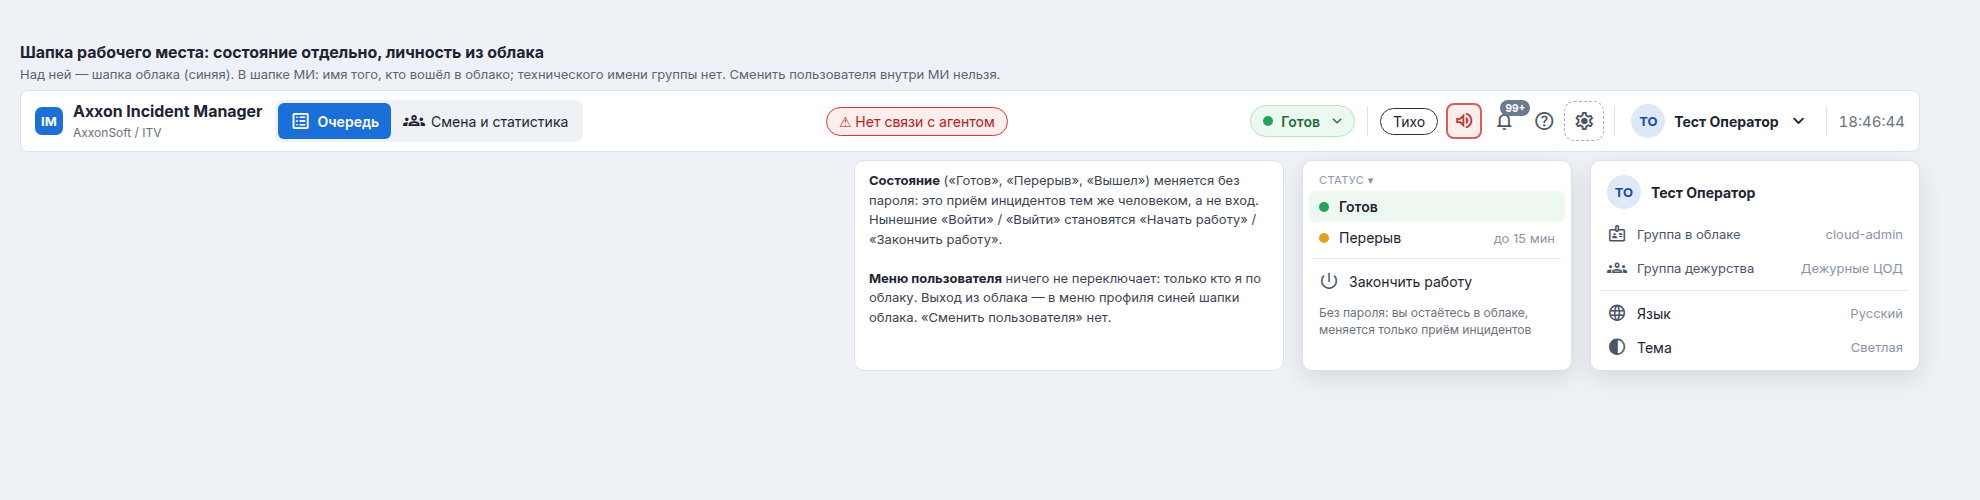 Шапка рабочего места: состояние отдельно, личность из облака
Над ней — шапка облака (синяя). В шапке МИ: имя того, кто вошёл в облако; технического имени группы нет. Сменить пользователя внутри МИ нельзя.
IM
Axxon Incident Manager
AxxonSoft / ITV
Очередь
Смена и статистика
⚠ Нет связи с агентом
Готов
Тихо
99+
ТО
Тест Оператор
18:46:44
Состояние («Готов», «Перерыв», «Вышел») меняется без
пароля: это приём инцидентов тем же человеком, а не вход.
Нынешние «Войти» / «Выйти» становятся «Начать работу» /
«Закончить работу».
Меню пользователя ничего не переключает: только кто я по
облаку. Выход из облака — в меню профиля синей шапки
облака. «Сменить пользователя» нет.
СТАТУС ▾
Готов
Перерыв до 15 мин
Закончить работу
Без пароля: вы остаётесь в облаке,
меняется только приём инцидентов
ТО
Тест Оператор
Группа в облаке cloud-admin
Группа дежурства Дежурные ЦОД
Язык Русский
Тема Светлая